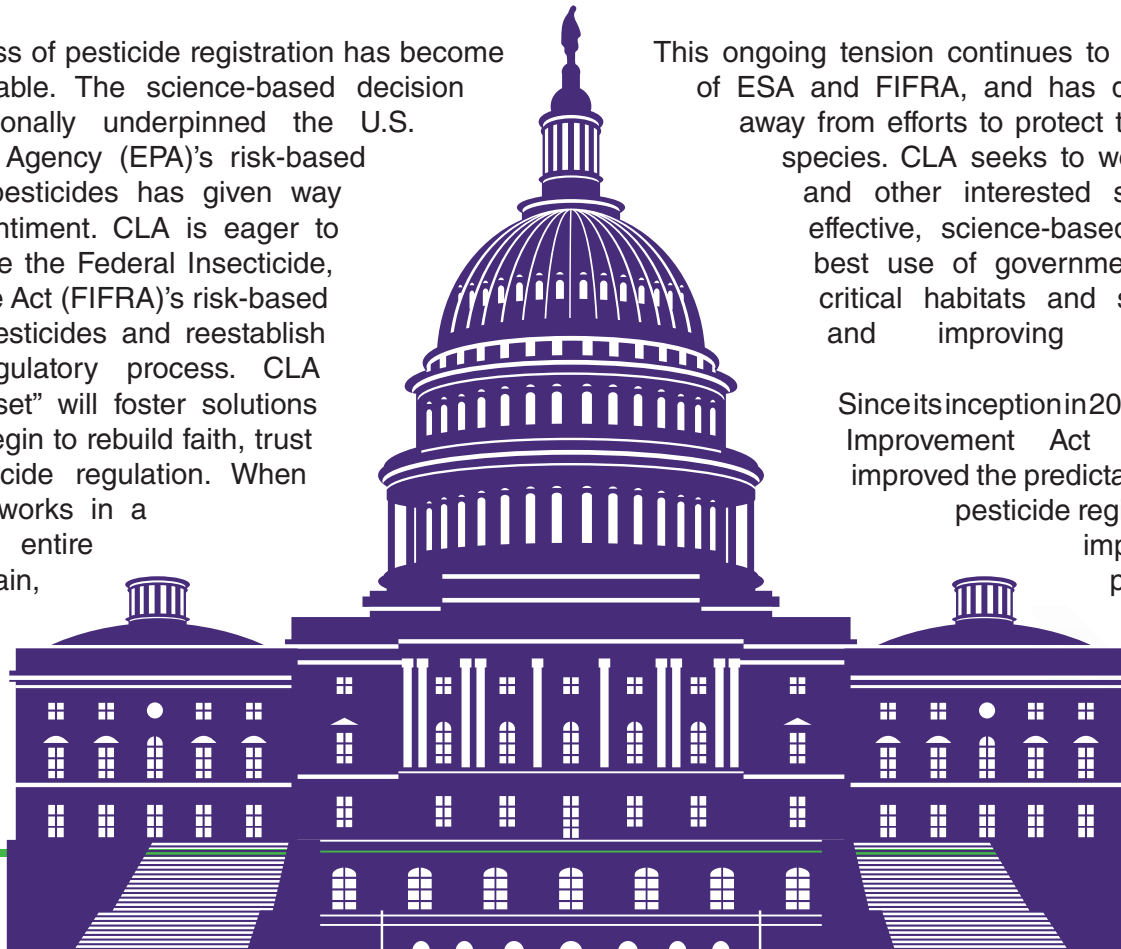 ss of pesticide registration has become
able. The science-based decision
onally underpinned the U.S.
Agency (EPA)'s risk-based
pesticides has given way
ntiment. CLA is eager to
e the Federal Insecticide,
e Act (FIFRA)'s risk-based
pesticides and reestablish
gulatory process. CLA
set” will foster solutions
egin to rebuild faith, trust
cide regulation. When
works in a
entire
ain,
This ongoing tension continues to
of ESA and FIFRA, and has
away from efforts to protect t
species. CLA seeks to w
and other interested s
effective, science-based
best use of governme
critical habitats and s
and improving
Since its inception in 20
Improvement Act
improved the predicta
pesticide regi
imp
p